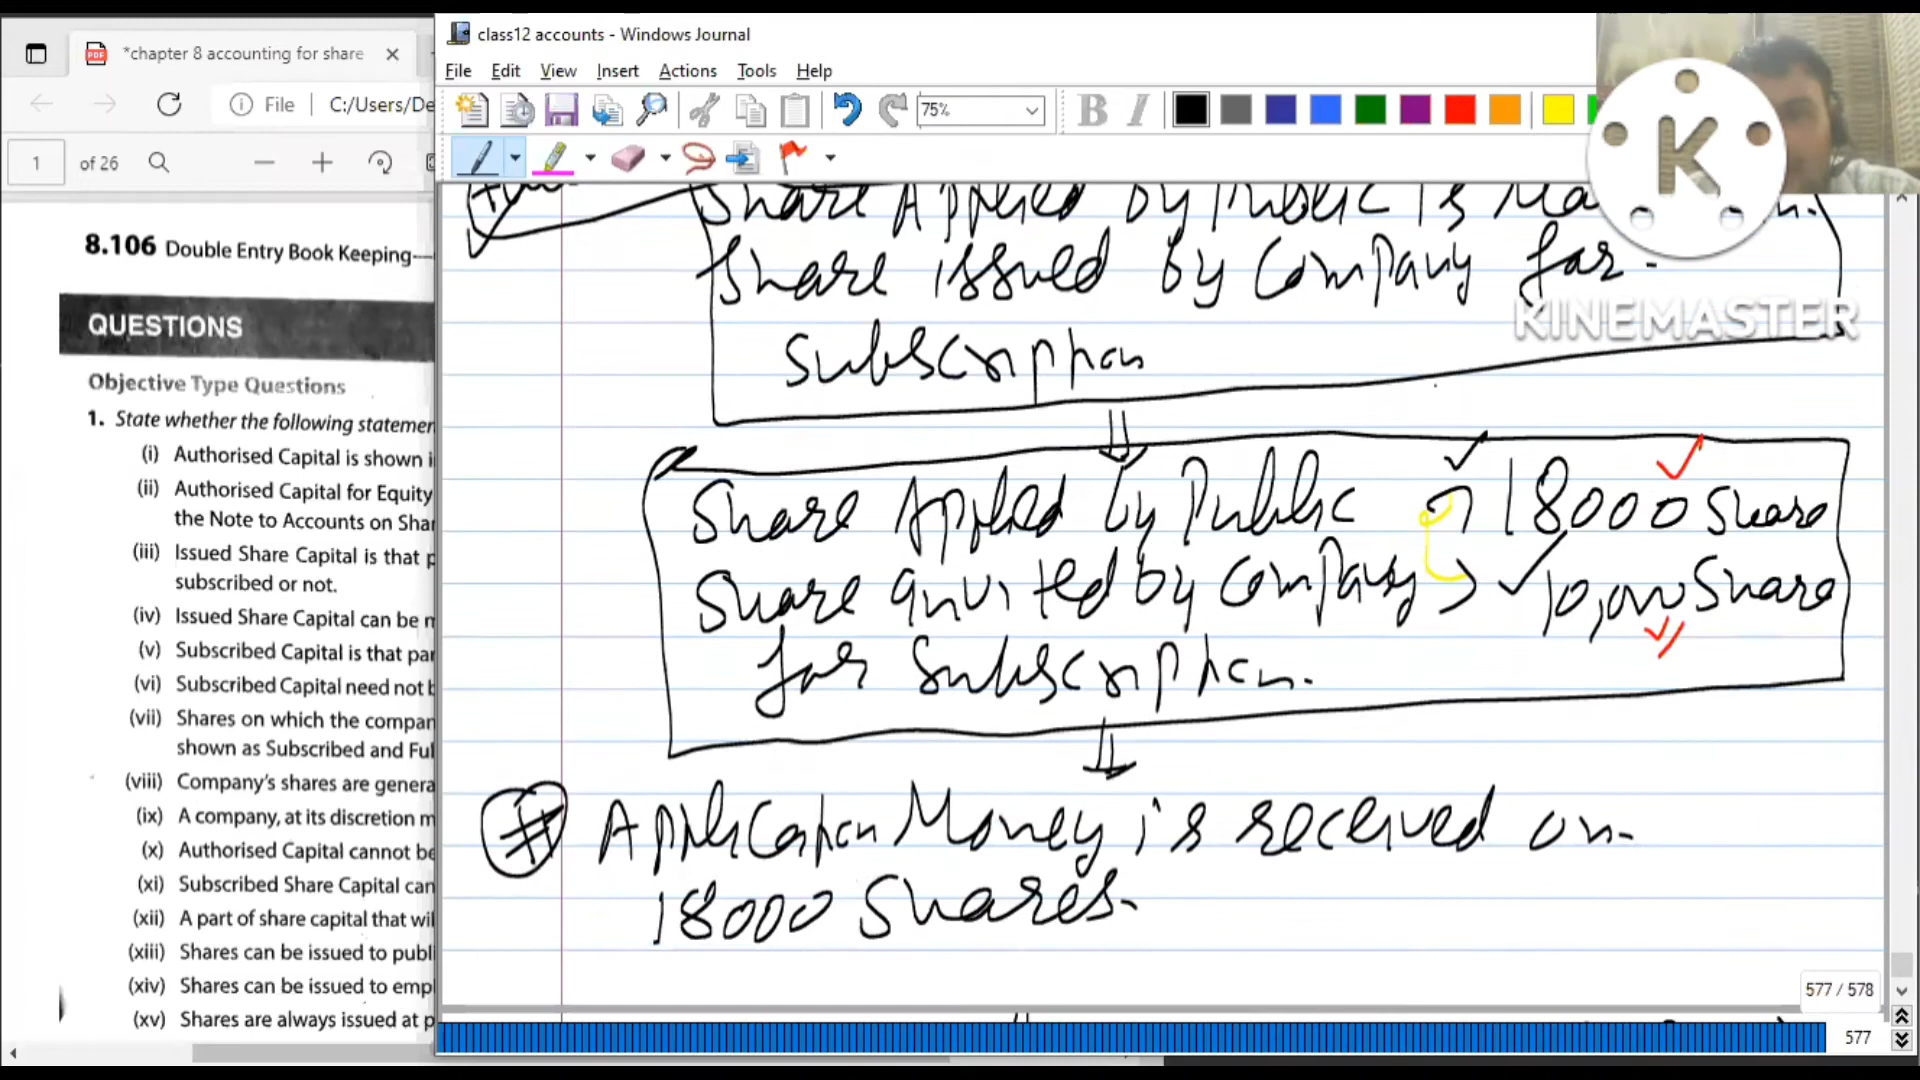 class12 accounts - Windows Journal
*chapter 8 accounting for share
File Edit View Insert Actions Tools Help
File C:/Users/De
75%
B I
1 of 26
K
KINEMASTER
8.106 Double Entry Book Keeping—
QUESTIONS
Objective Type Questions
1. State whether the following statemen
(i) Authorised Capital is shown i
(ii) Authorised Capital for Equity
the Note to Accounts on Shar
(iii) Issued Share Capital is that p
subscribed or not.
(iv) Issued Share Capital can be m
(v) Subscribed Capital is that par
(vi) Subscribed Capital need not b
(vii) Shares on which the compan
shown as Subscribed and Ful
(viii) Company's shares are genera
(ix) A company, at its discretion m
(x) Authorised Capital cannot be
(xi) Subscribed Share Capital can
(xii) A part of share capital that wil
(xiii) Shares can be issued to publ
(xiv) Shares can be issued to emp
(xv) Shares are always issued at p
Share Applied by Public is
Share issued by Company for
Subscription
Share Applied by Public → 18000 Share
Share invited by Company → 10,000 Share
for Subscription.
# Application Money is received on
18000 Shares.
577 / 578
577